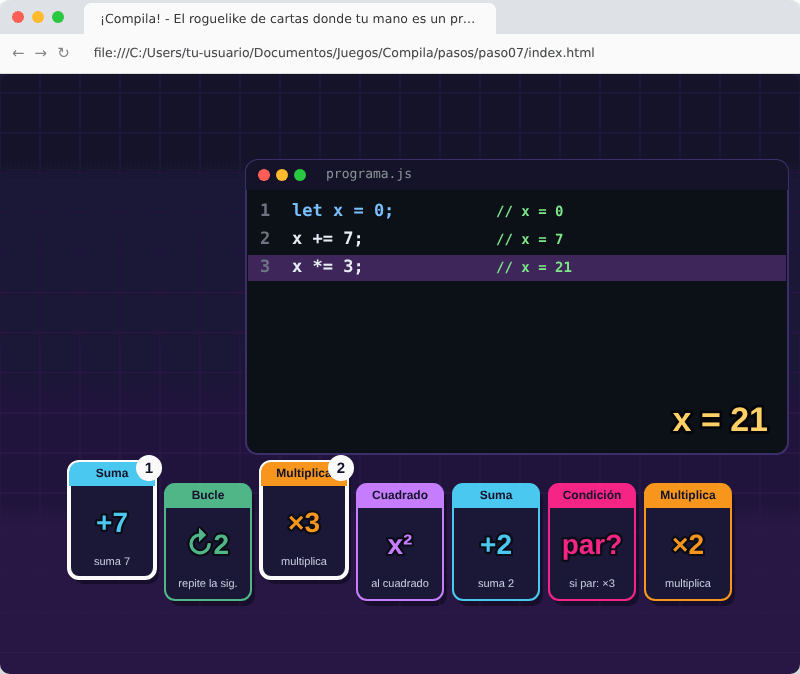 ¡Compila! - El roguelike de cartas donde tu mano es un pr...
file:///C:/Users/tu-usuario/Documentos/Juegos/Compila/pasos/paso07/index.html
programa.js
1 let x = 0; // x = 0
2 x += 7; // x = 7
3 x *= 3; // x = 21
x = 21
Suma 1
+7
suma 7
Bucle
↻2
repite la sig.
Multiplica 2
×3
multiplica
Cuadrado
x²
al cuadrado
Suma
+2
suma 2
Condición
par?
si par: ×3
Multiplica
×2
multiplica